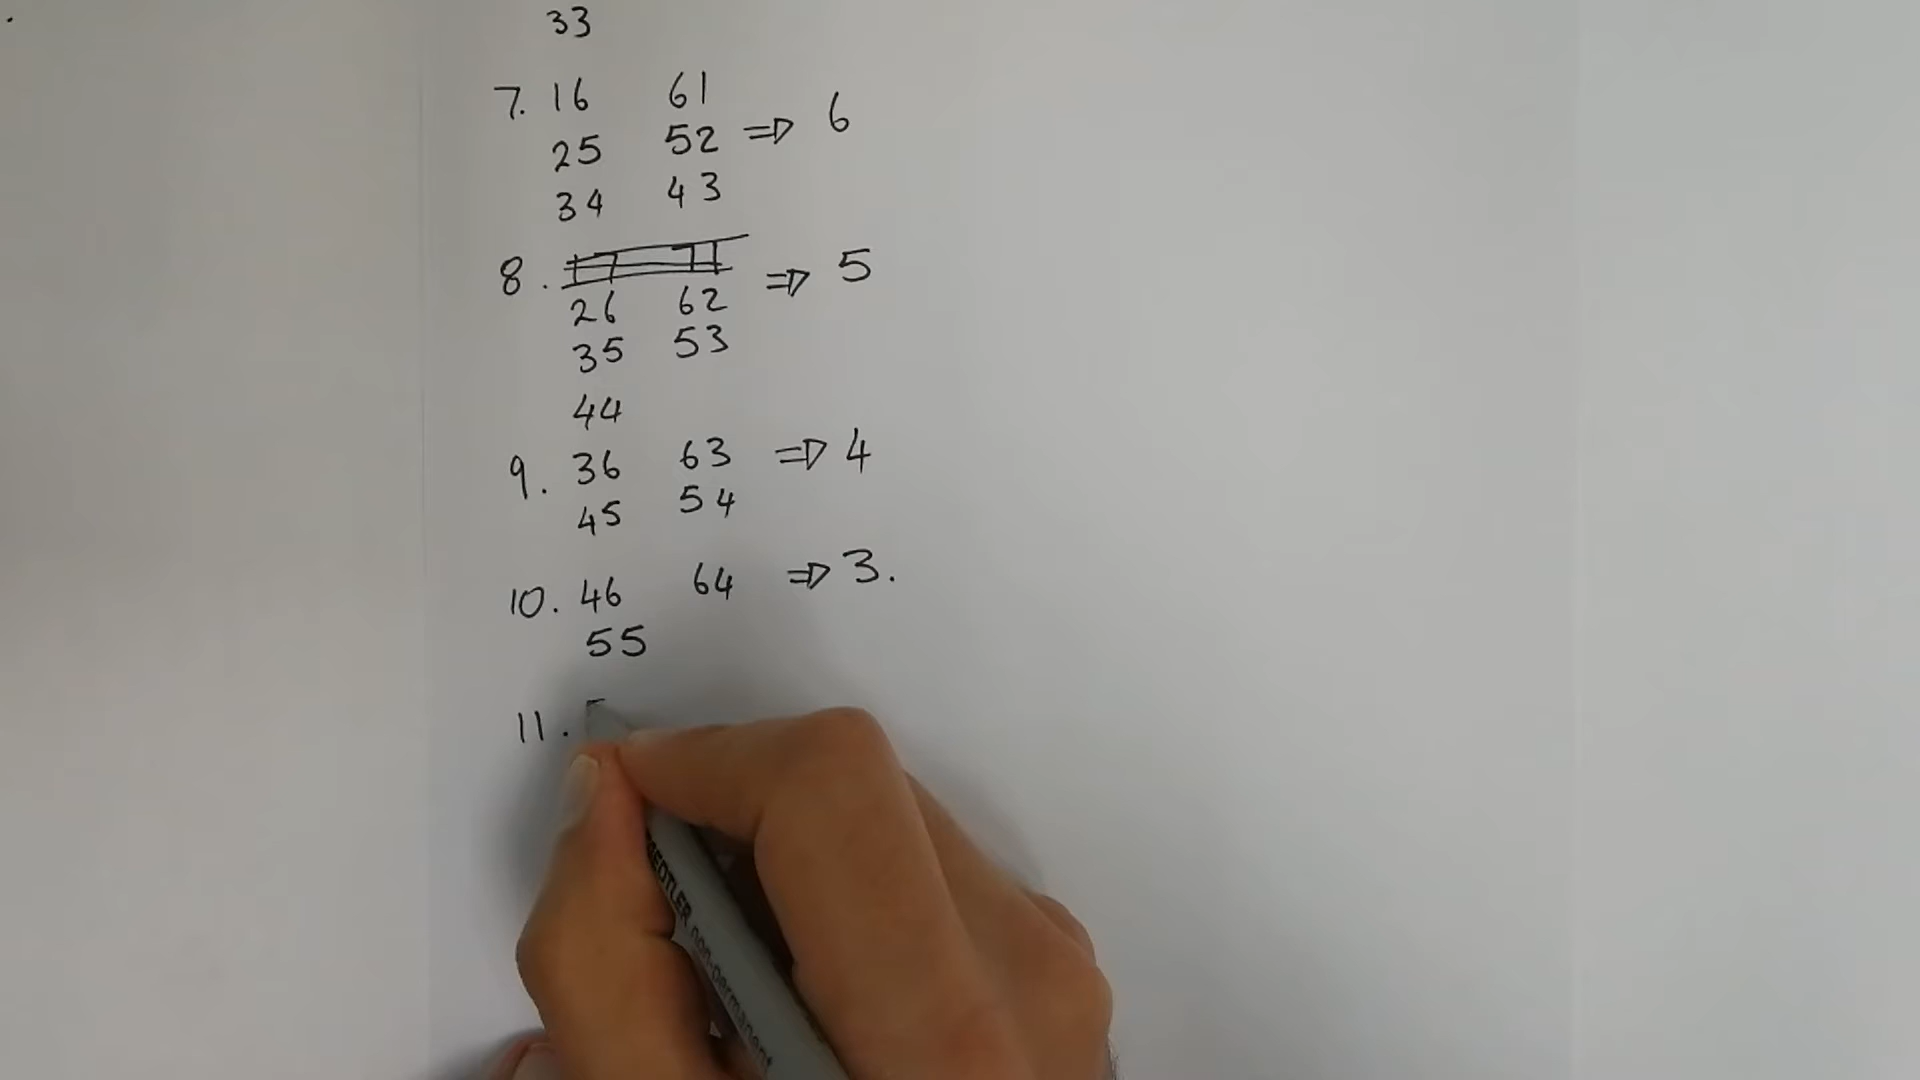 33
7. 16 61
25 52 ⇒ 6
34 43
8. ⇒ 5
26 62
35 53
44
9. 36 63 ⇒ 4
45 54
10. 46 64 ⇒ 3.
55
11.
STAEDTLER non-permanent